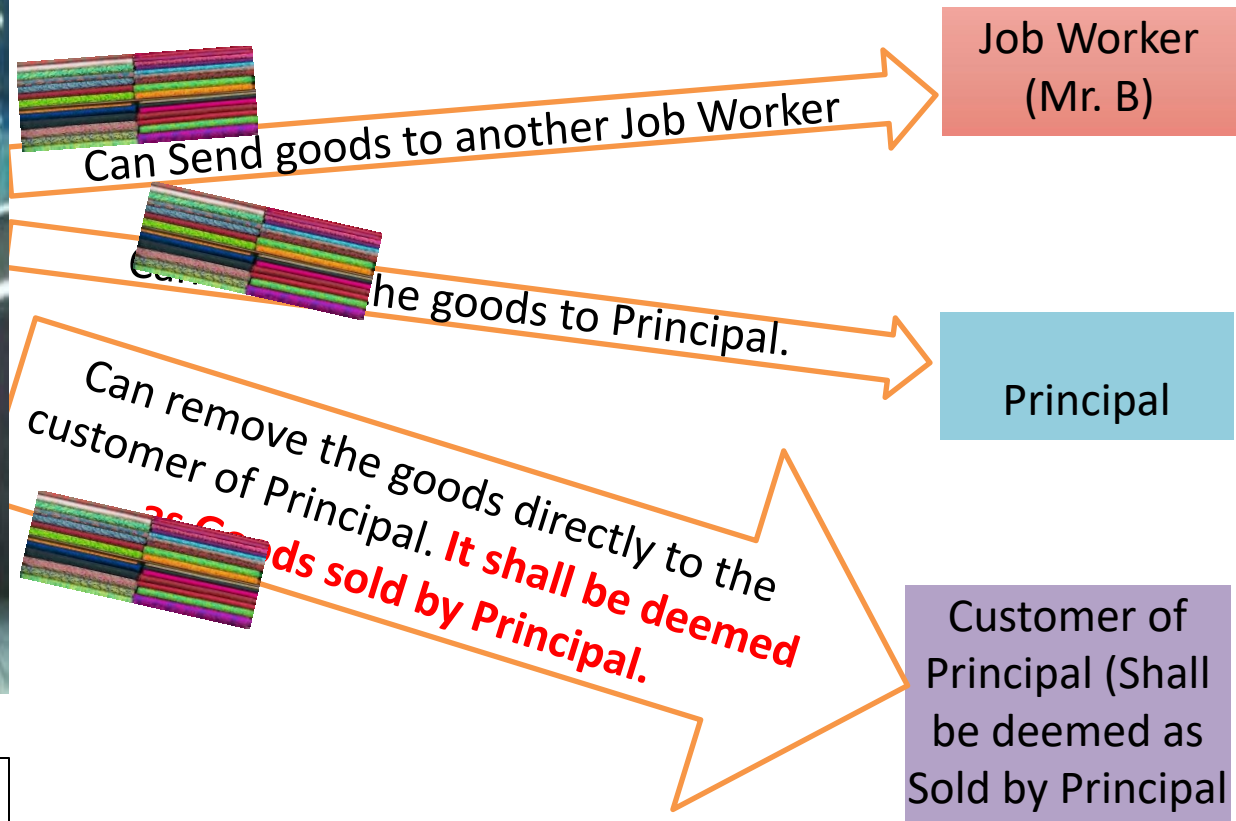 Job Worker
(Mr. B)
Can Send goods to another Job Worker
he goods to Principal.
Principal
Can remove the goods directly to the
customer of Principal. It shall be deemed
as Goods sold by Principal.
Customer of
Principal (Shall
be deemed as
Sold by Principal